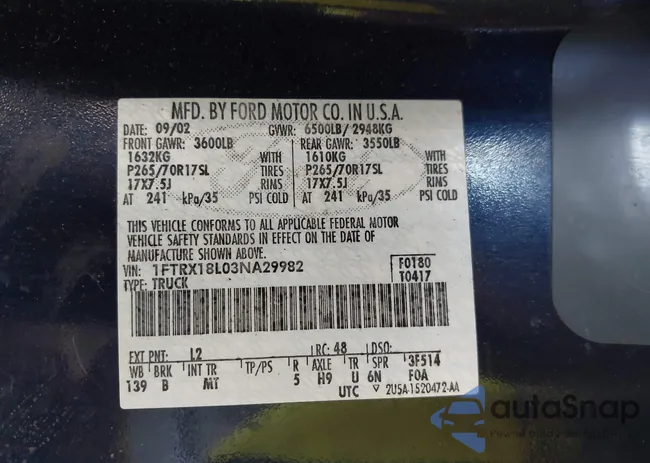 MFD. BY FORD MOTOR CO. IN U.S.A.
DATE: 09/02 GVWR: 6500LB/ 2948KG
FRONT GAWR: 3600LB REAR GAWR: 3550LB
1632KG WITH 1610KG WITH
P265/70R17SL TIRES P265/70R17SL TIRES
17X7.5J RIMS 17X7.5J RIMS
AT 241 kPa/35 PSI COLD AT 241 kPa/35 PSI COLD
THIS VEHICLE CONFORMS TO ALL APPLICABLE FEDERAL MOTOR
VEHICLE SAFETY STANDARDS IN EFFECT ON THE DATE OF
MANUFACTURE SHOWN ABOVE.
VIN: 1FTRX18L03NA29982 F0180
TYPE: TRUCK T0417
EXT PNT: L2 RC: 48 DSO:
WB BRK INT TR TP/PS R AXLE TR SPR 3F514
139 B MT 5 H9 U 6N FOA
UTC 2U5A-1520472-AA
autoSnap